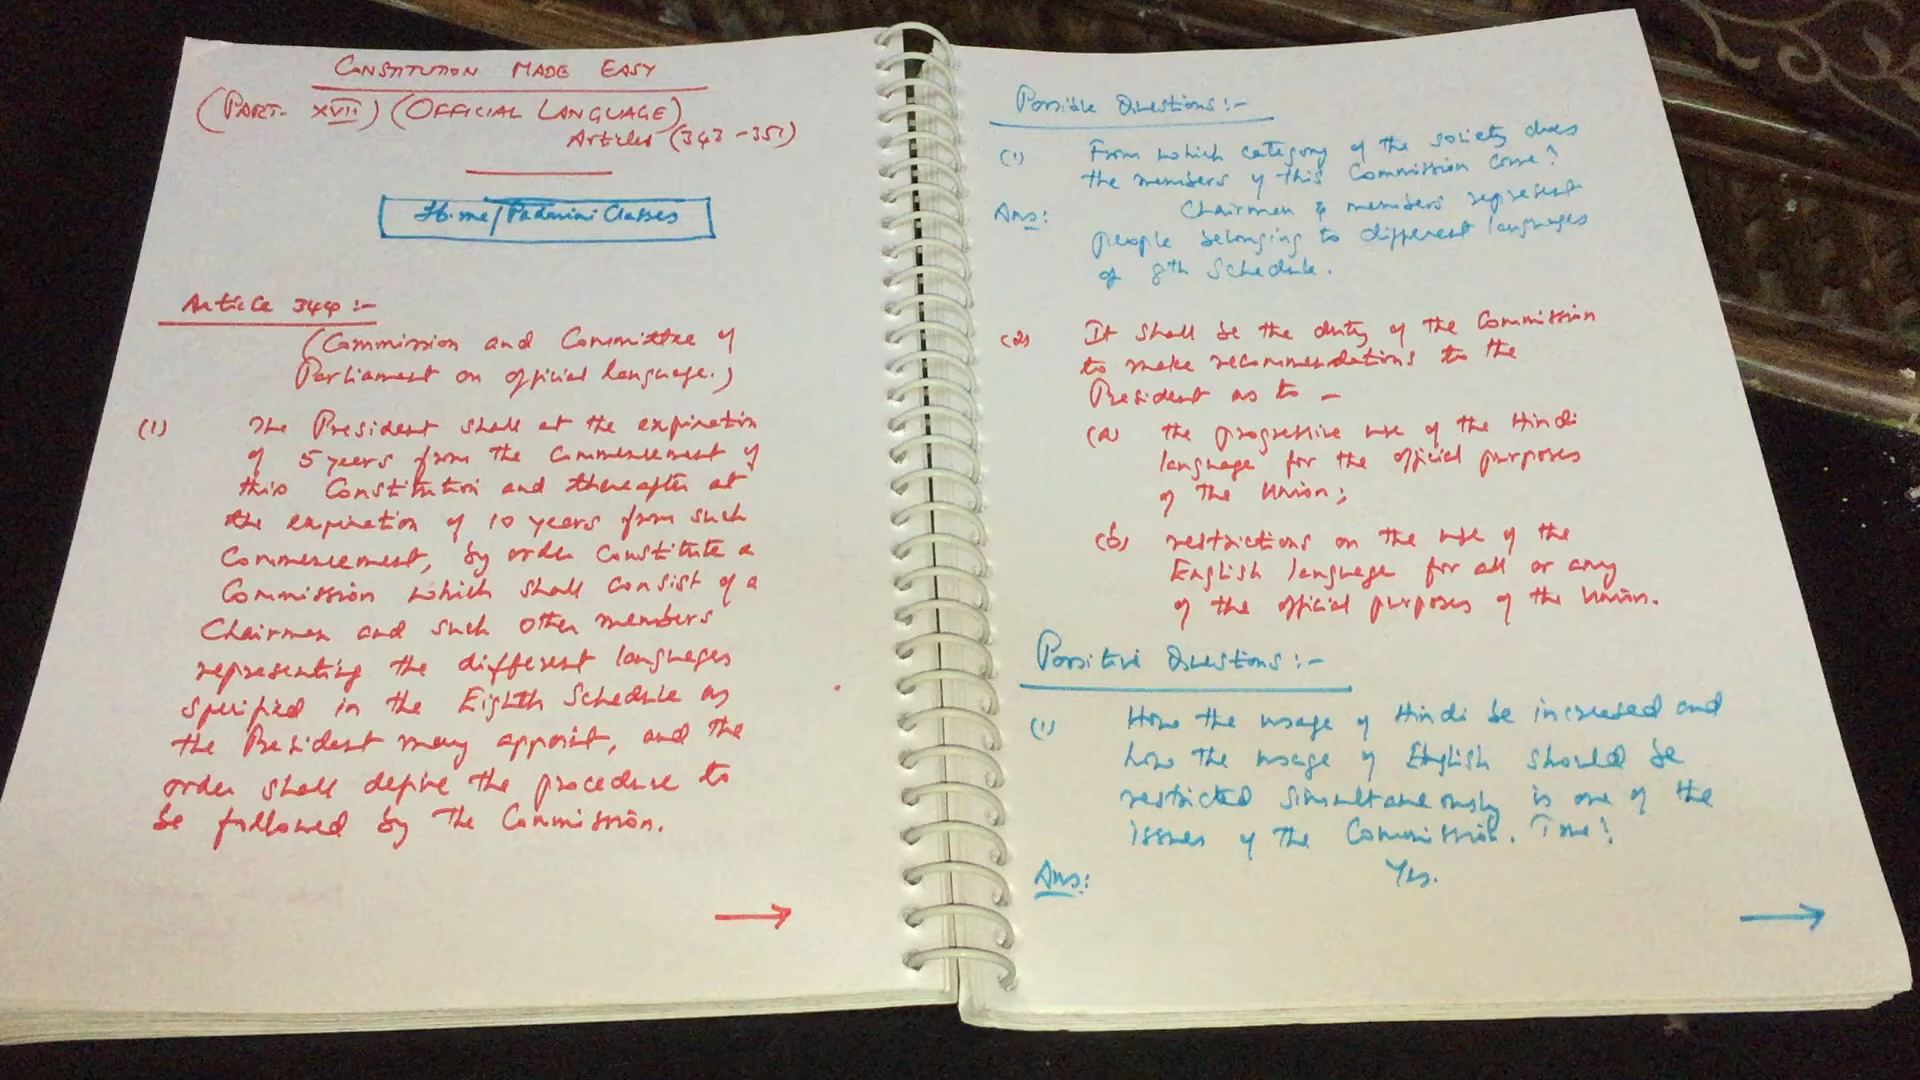 CONSTITUTION MADE EASY
(PART- XVII) (OFFICIAL LANGUAGE)
Articles (343-351)
Home/Padmini Classes
Article 344 :-
(Commission and Committee of
Parliament on official language.)
(1) The President shall at the expiration
of 5 years from the commencement of
this Constitution and thereafter at
the expiration of 10 years from such
commencement, by order constitute a
Commission which shall consist of a
Chairman and such other members
representing the different languages
specified in the Eighth Schedule as
the President may appoint, and the
order shall define the procedure to
be followed by the Commission.
Possible Questions:-
(1) From which category of the society does
the members of this Commission come?
Ans: Chairman & members represent
people belonging to different languages
of 8th Schedule.
(2) It shall be the duty of the Commission
to make recommendations to the
President as to -
(a) the progressive use of the Hindi
language for the official purposes
of the Union;
(b) restrictions on the use of the
English language for all or any
of the official purposes of the Union.
Questions:-
(1) How the usage of Hindi be increased and
how the usage of English should be
restricted simultaneously is one of the
issues of the Commission. True?
Ans: Yes.